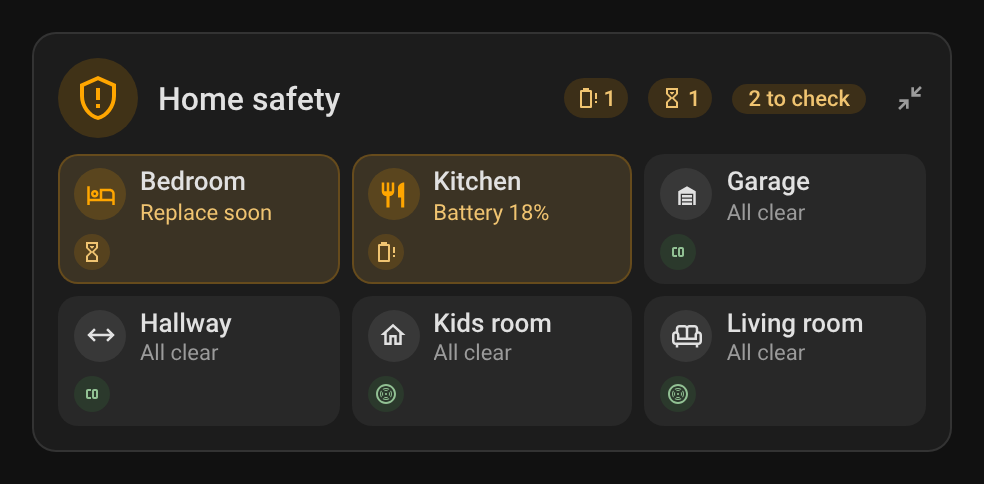 Home safety
1
1
2 to check
Bedroom
Replace soon
Kitchen
Battery 18%
Garage
All clear
CO
Hallway
All clear
CO
Kids room
All clear
Living room
All clear